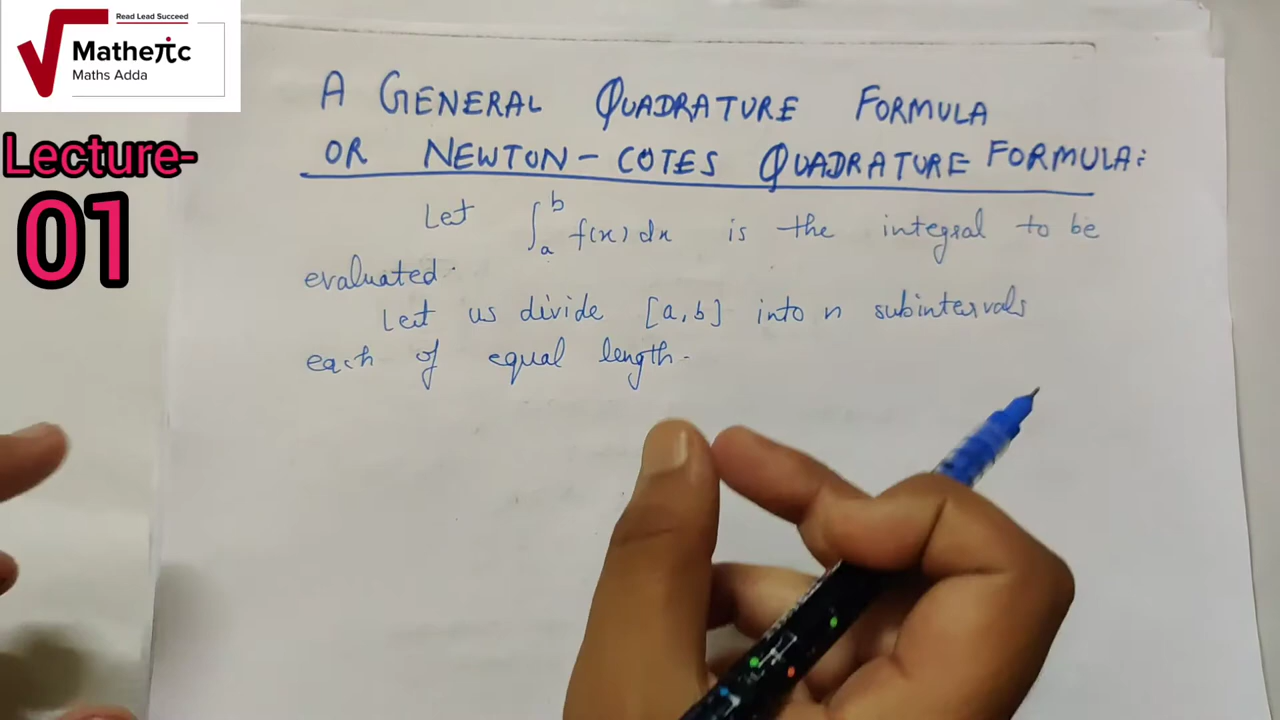 Read Lead Succeed
Matheπc
Maths Adda
Lecture-
01
A GENERAL QUADRATURE FORMULA
OR NEWTON-COTES QUADRATURE FORMULA:
Let ∫ₐᵇ f(x) dx is the integral to be
evaluated.
Let us divide [a, b] into n subintervals
each of equal length.